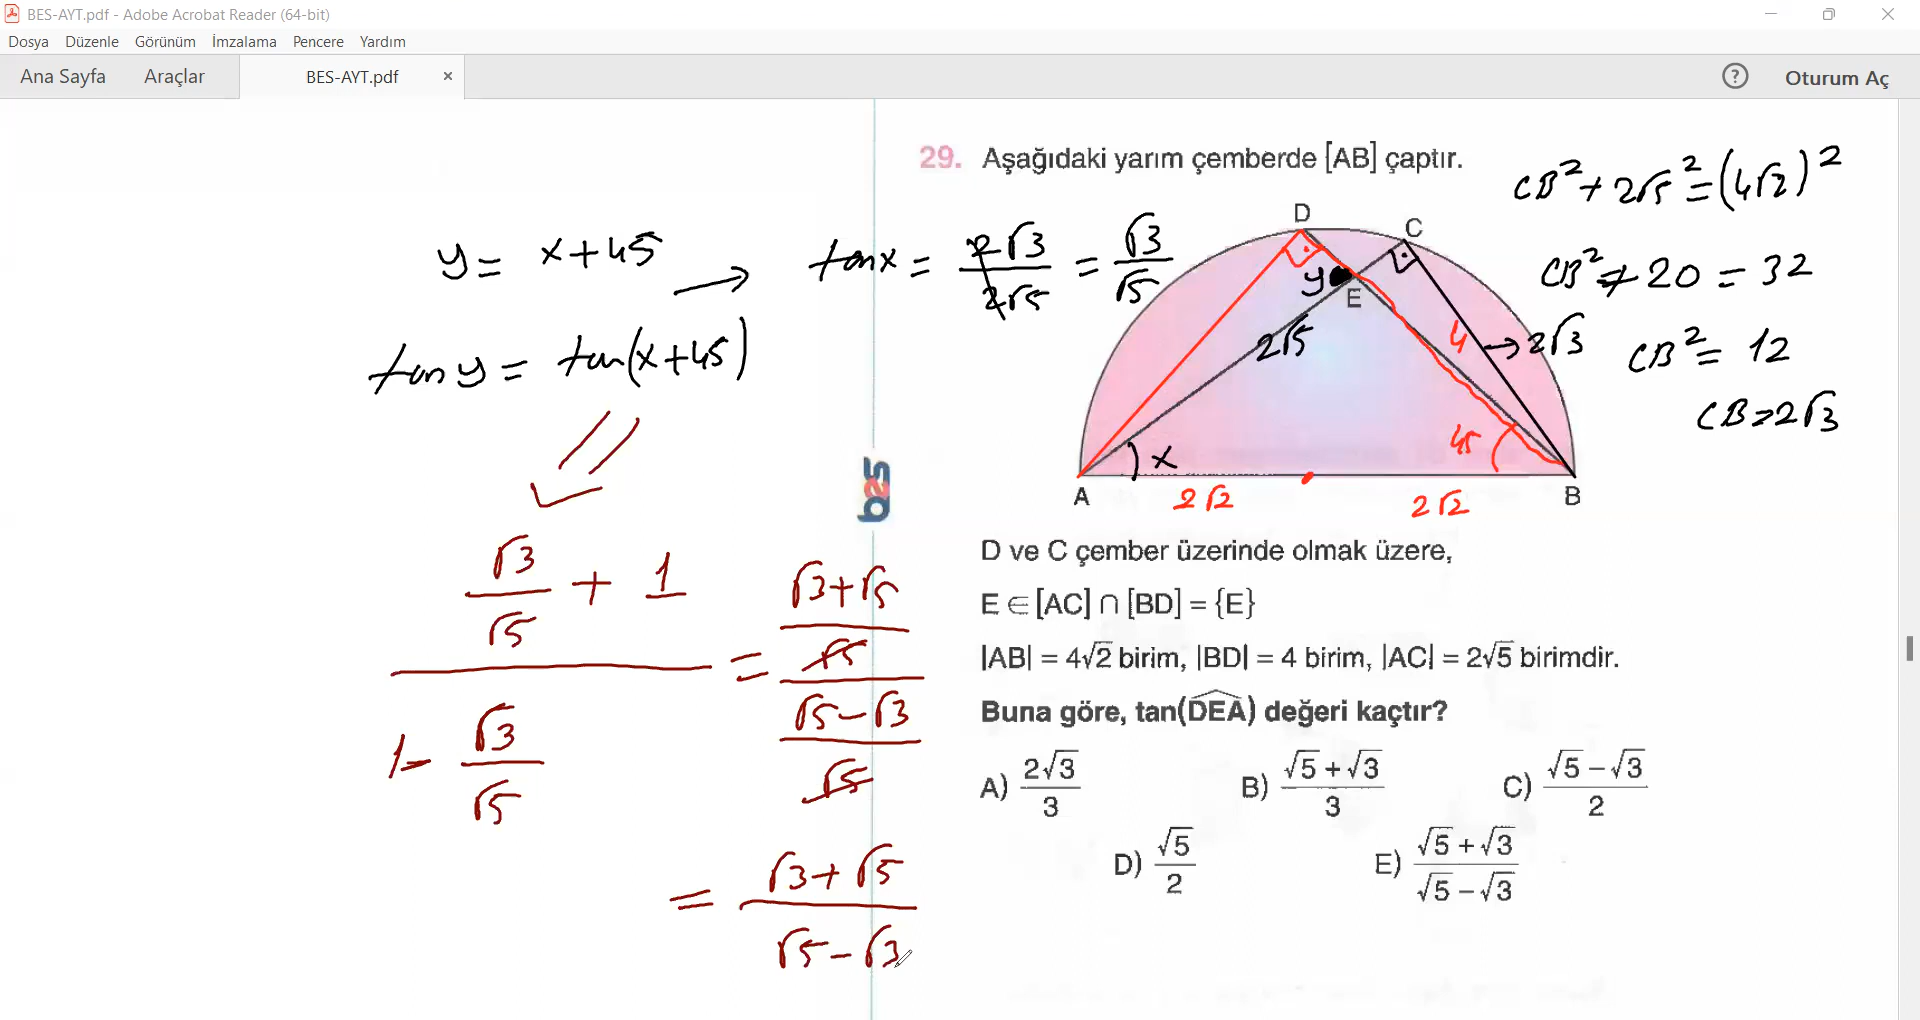 BES-AYT.pdf - Adobe Acrobat Reader (64-bit)
Dosya Düzenle Görünüm İmzalama Pencere Yardım
Ana Sayfa Araçlar BES-AYT.pdf × ? Oturum Aç
y = x+45
tan y = tan(x+45)
tan x = 2√3/2√5 = √3/√5
(√3/√5 + 1)/(1 - √3/√5) = ((√3+√5)/√5)/((√5-√3)/√5)
= (√3+√5)/(√5-√3)
29. Aşağıdaki yarım çemberde [AB] çaptır.
CB²+2√5²=(4√2)²
CB²+20 = 32
CB² = 12
CB=2√3
D
C
y
E
2√5
4
2√3
x
45
A
2√2
2√2
B
D ve C çember üzerinde olmak üzere,
E ∈ [AC] ∩ [BD] = {E}
|AB| = 4√2 birim, |BD| = 4 birim, |AC| = 2√5 birimdir.
Buna göre, tan(DEA) değeri kaçtır?
A) 2√3/3 B) (√5+√3)/3 C) (√5-√3)/2
D) √5/2 E) (√5+√3)/(√5-√3)